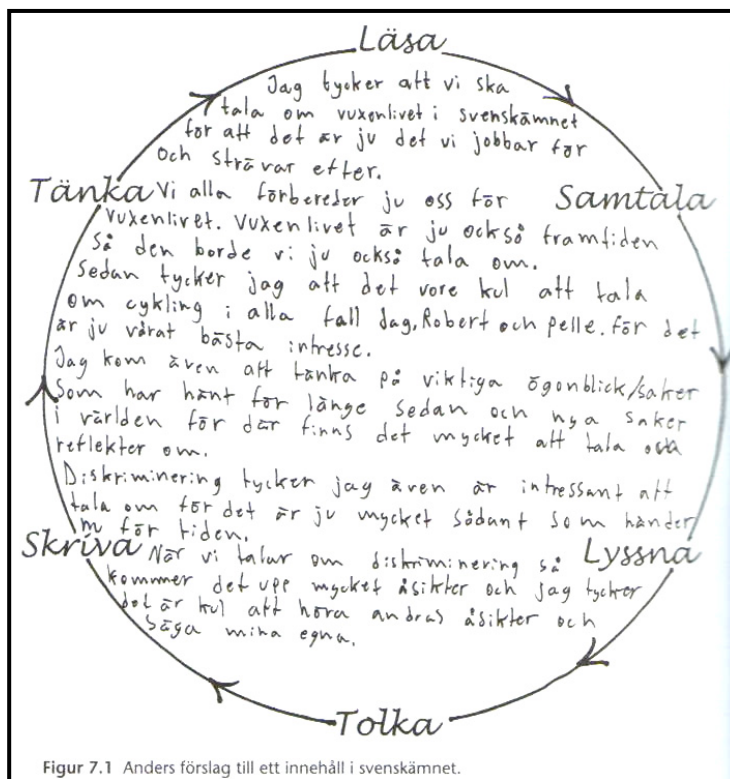 Läsa
Jag tycker att vi ska
tala om vuxenlivet i svenskämnet
för att det är ju det vi jobbar för
och strävar efter.
Tänka
Samtala
Vi alla förbereder ju oss för
vuxenlivet. Vuxenlivet är ju också framtiden
så den borde vi ju också tala om.
Sedan tycker jag att det vore kul att tala
om cykling i alla fall Jag, Robert och pelle. för det
är ju vårat bästa intresse.
Jag kom även att tänka på viktiga ögonblick/saker
Som har hänt för länge sedan och nya saker
i världen för där finns det mycket att tala och
reflekter om.
Diskriminering tycker jag även är intressant att
tala om för det är ju mycket sådant som händer
för tiden.
Skriva
Lyssna
När vi talar om diskriminering så
kommer det upp mycket åsikter och jag tycker
det är kul att höra andras åsikter och
säga mina egna.
Tolka
Figur 7.1 Anders förslag till ett innehåll i svenskämnet.